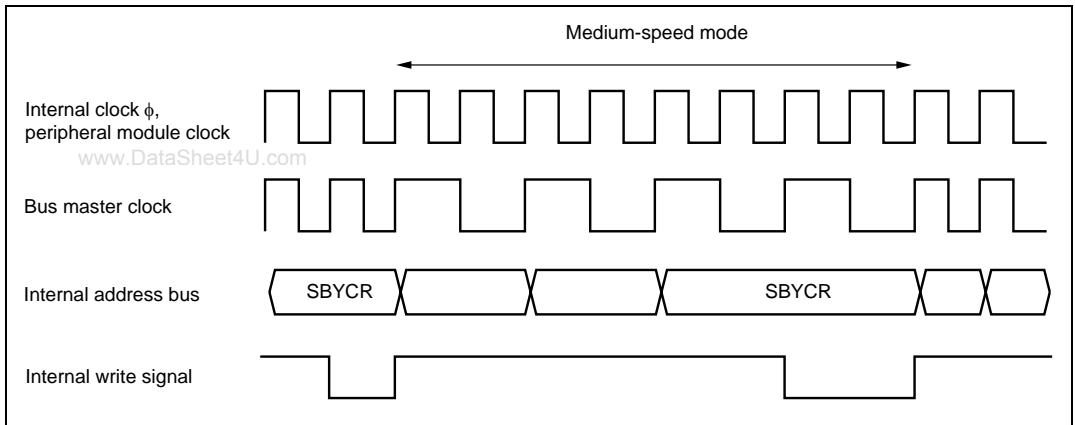 Medium-speed mode
Internal clock ϕ,
peripheral module clock
www.DataSheet4U.com
Bus master clock
Internal address bus
SBYCR
SBYCR
Internal write signal